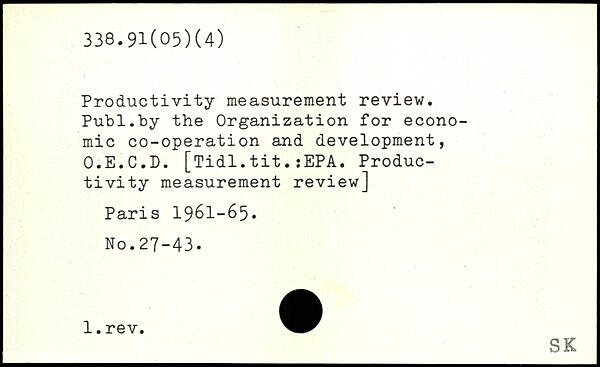 338.91(05)(4)
Productivity measurement review.
Publ.by the Organization for econo-
mic co-operation and development,
O.E.C.D. [Tidl.tit.:EPA. Produc-
tivity measurement review]
Paris 1961-65.
No.27-43.
1.rev.
SK